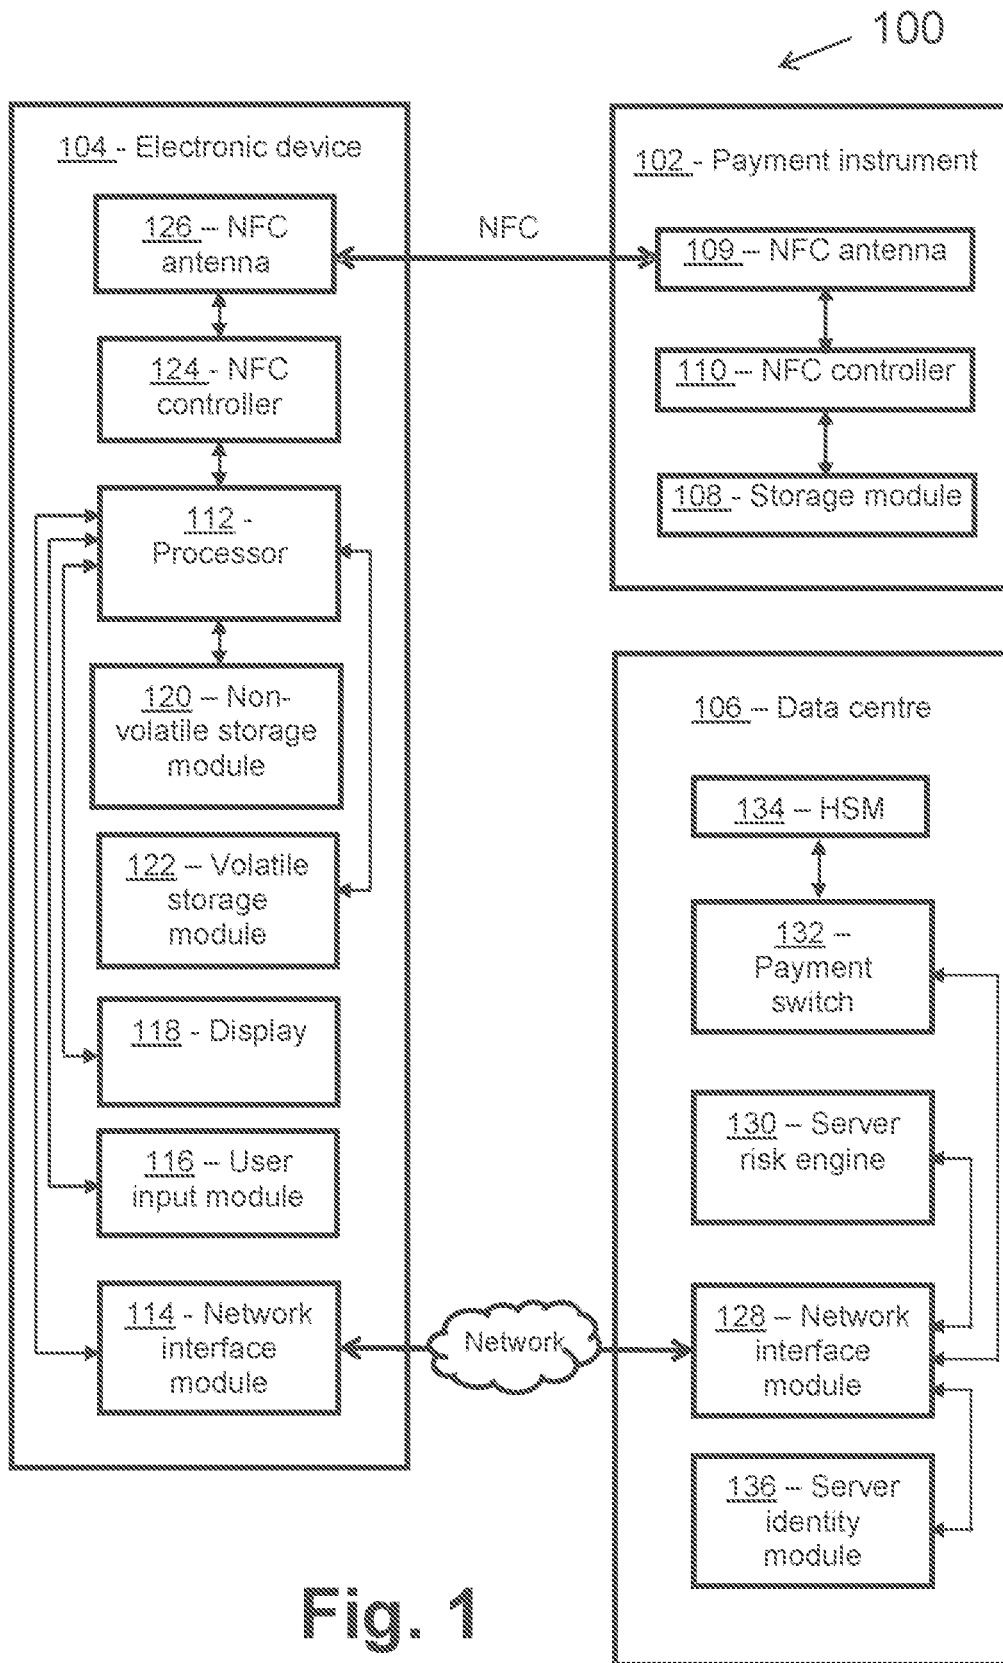 100
104 - Electronic device
126 – NFC
antenna
124 - NFC
controller
112 -
Processor
120 – Non-
volatile storage
module
122 – Volatile
storage
module
118 - Display
116 – User
input module
114 - Network
interface
module
NFC
102 - Payment instrument
109 – NFC antenna
110 – NFC controller
108 - Storage module
Network
106 – Data centre
134 – HSM
132 –
Payment
switch
130 – Server
risk engine
128 – Network
interface
module
136 – Server
identity
module
Fig. 1